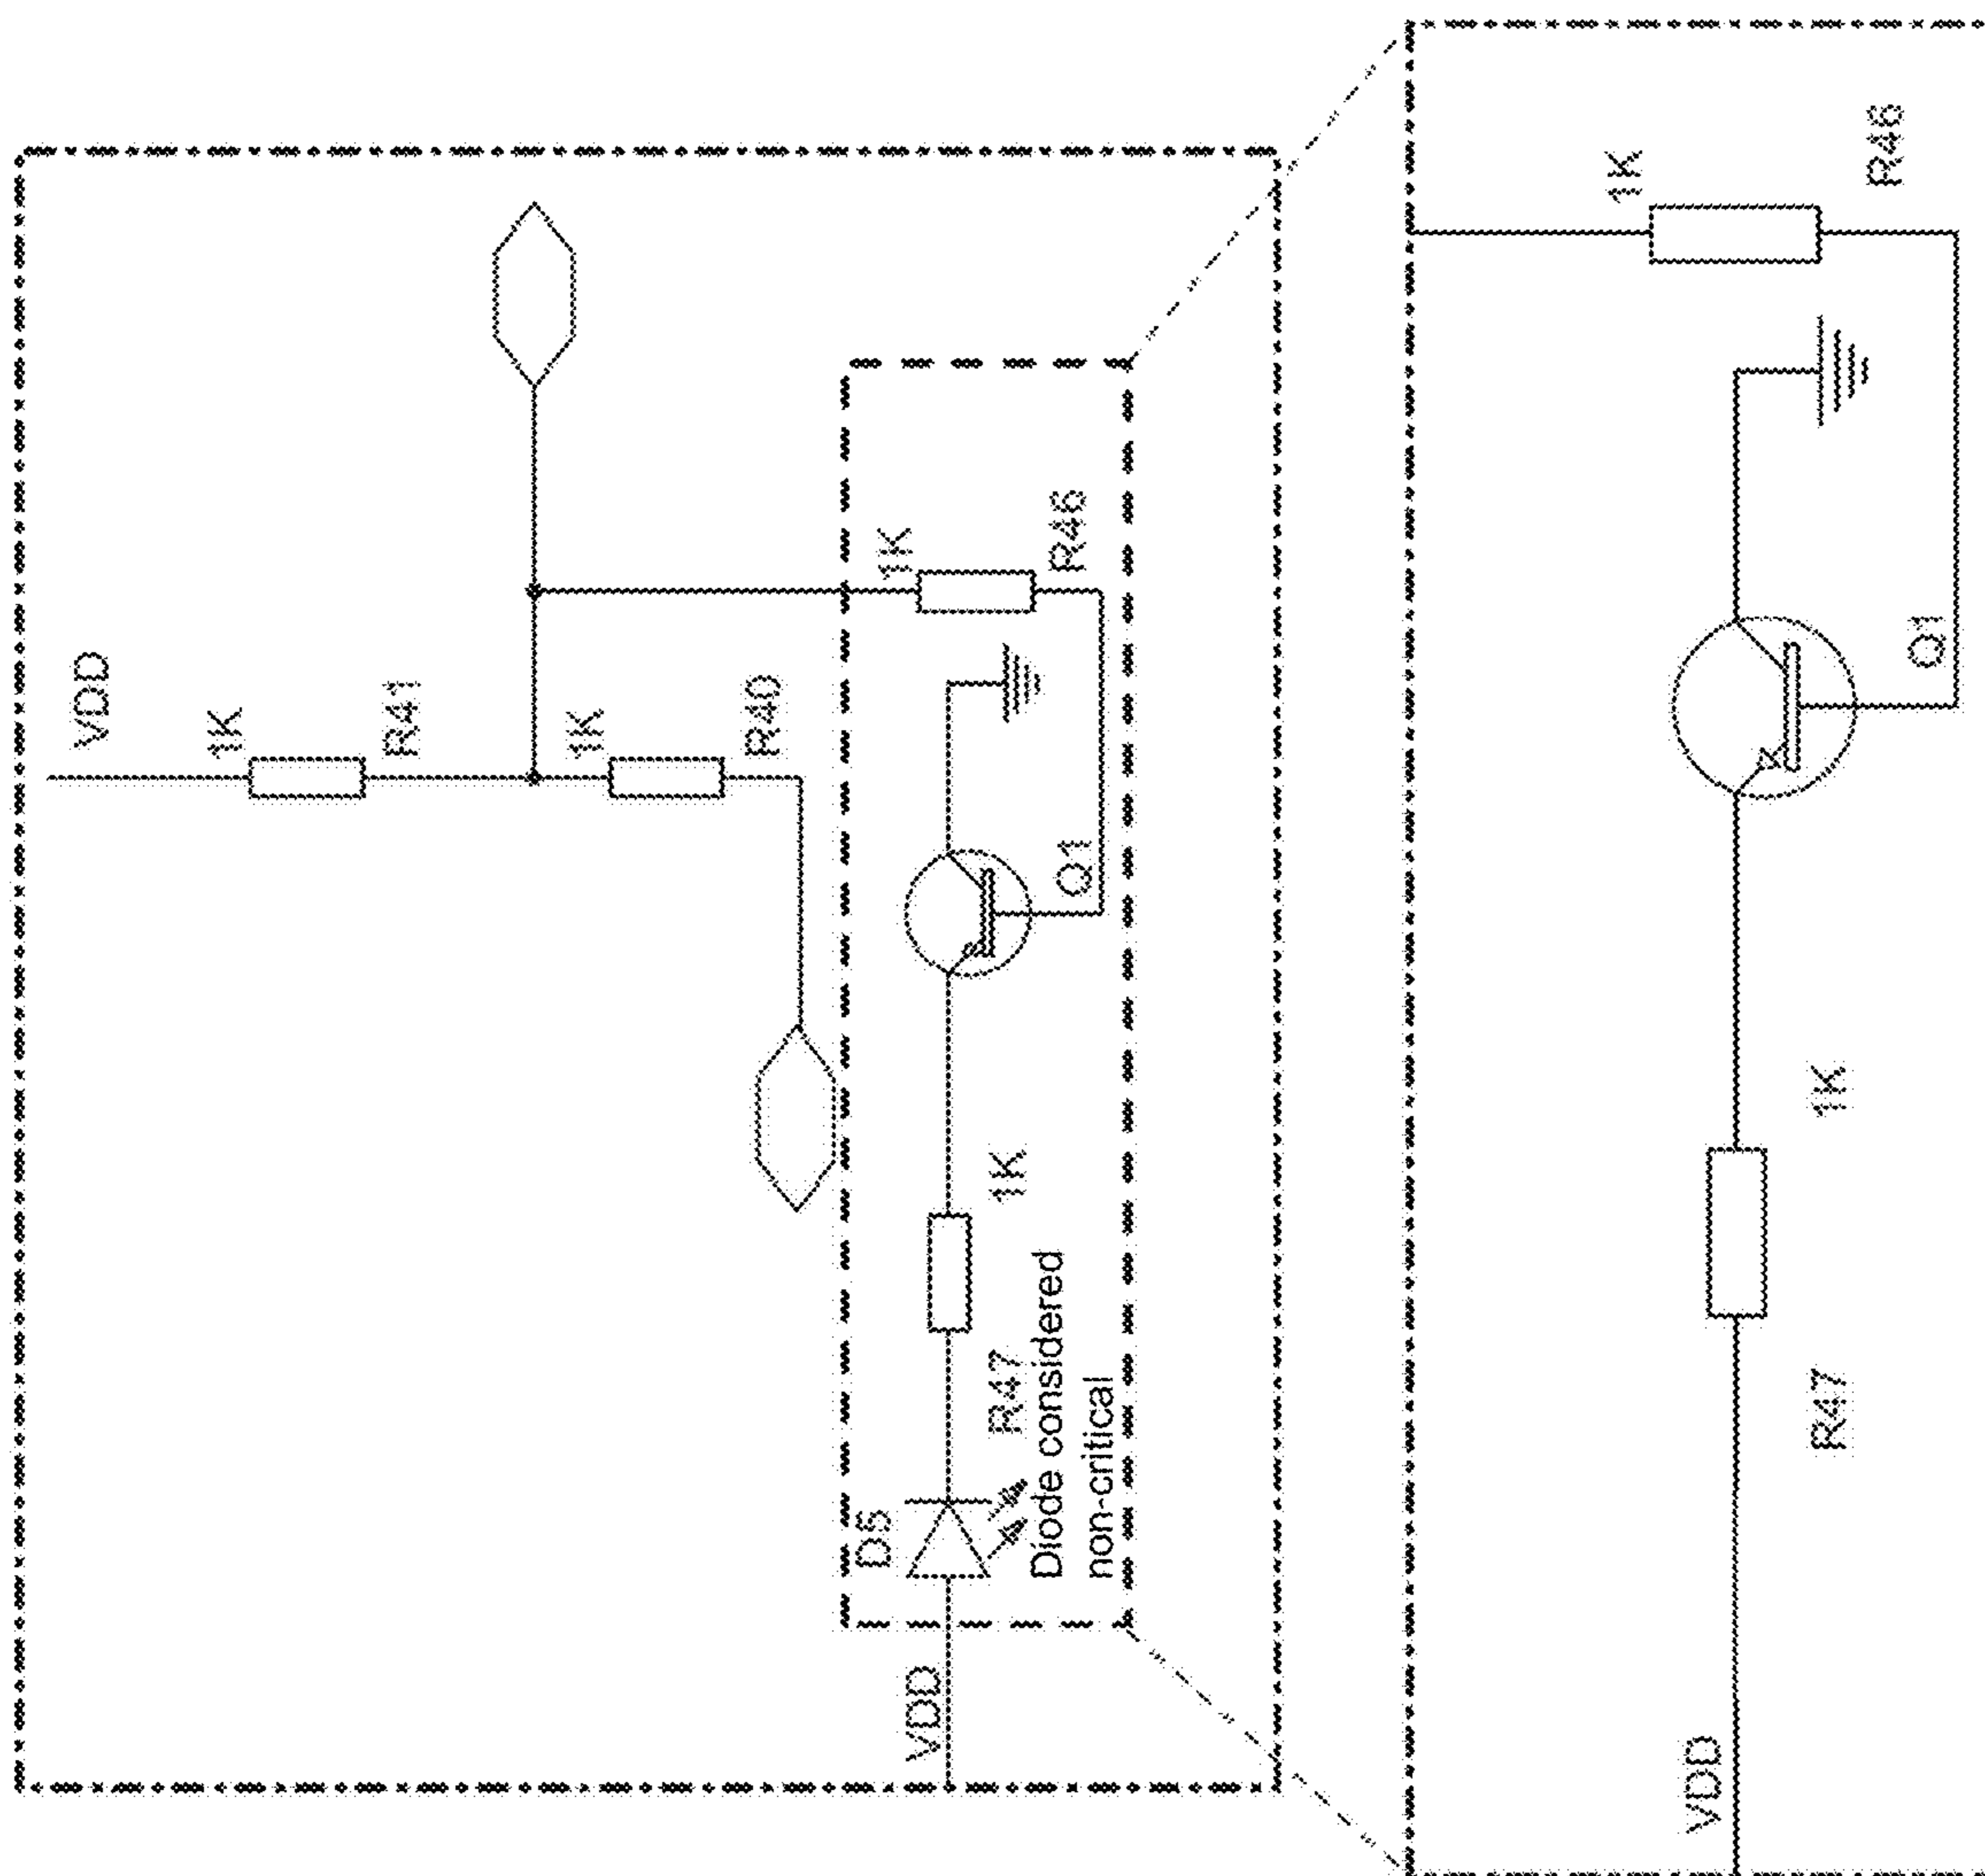 VDD
1K
R41
1K
R40
1K
R46
Q1
1K
R47
D5
Diode considered
non-critical
VDD
1K
R46
Q1
1K
R47
VDD